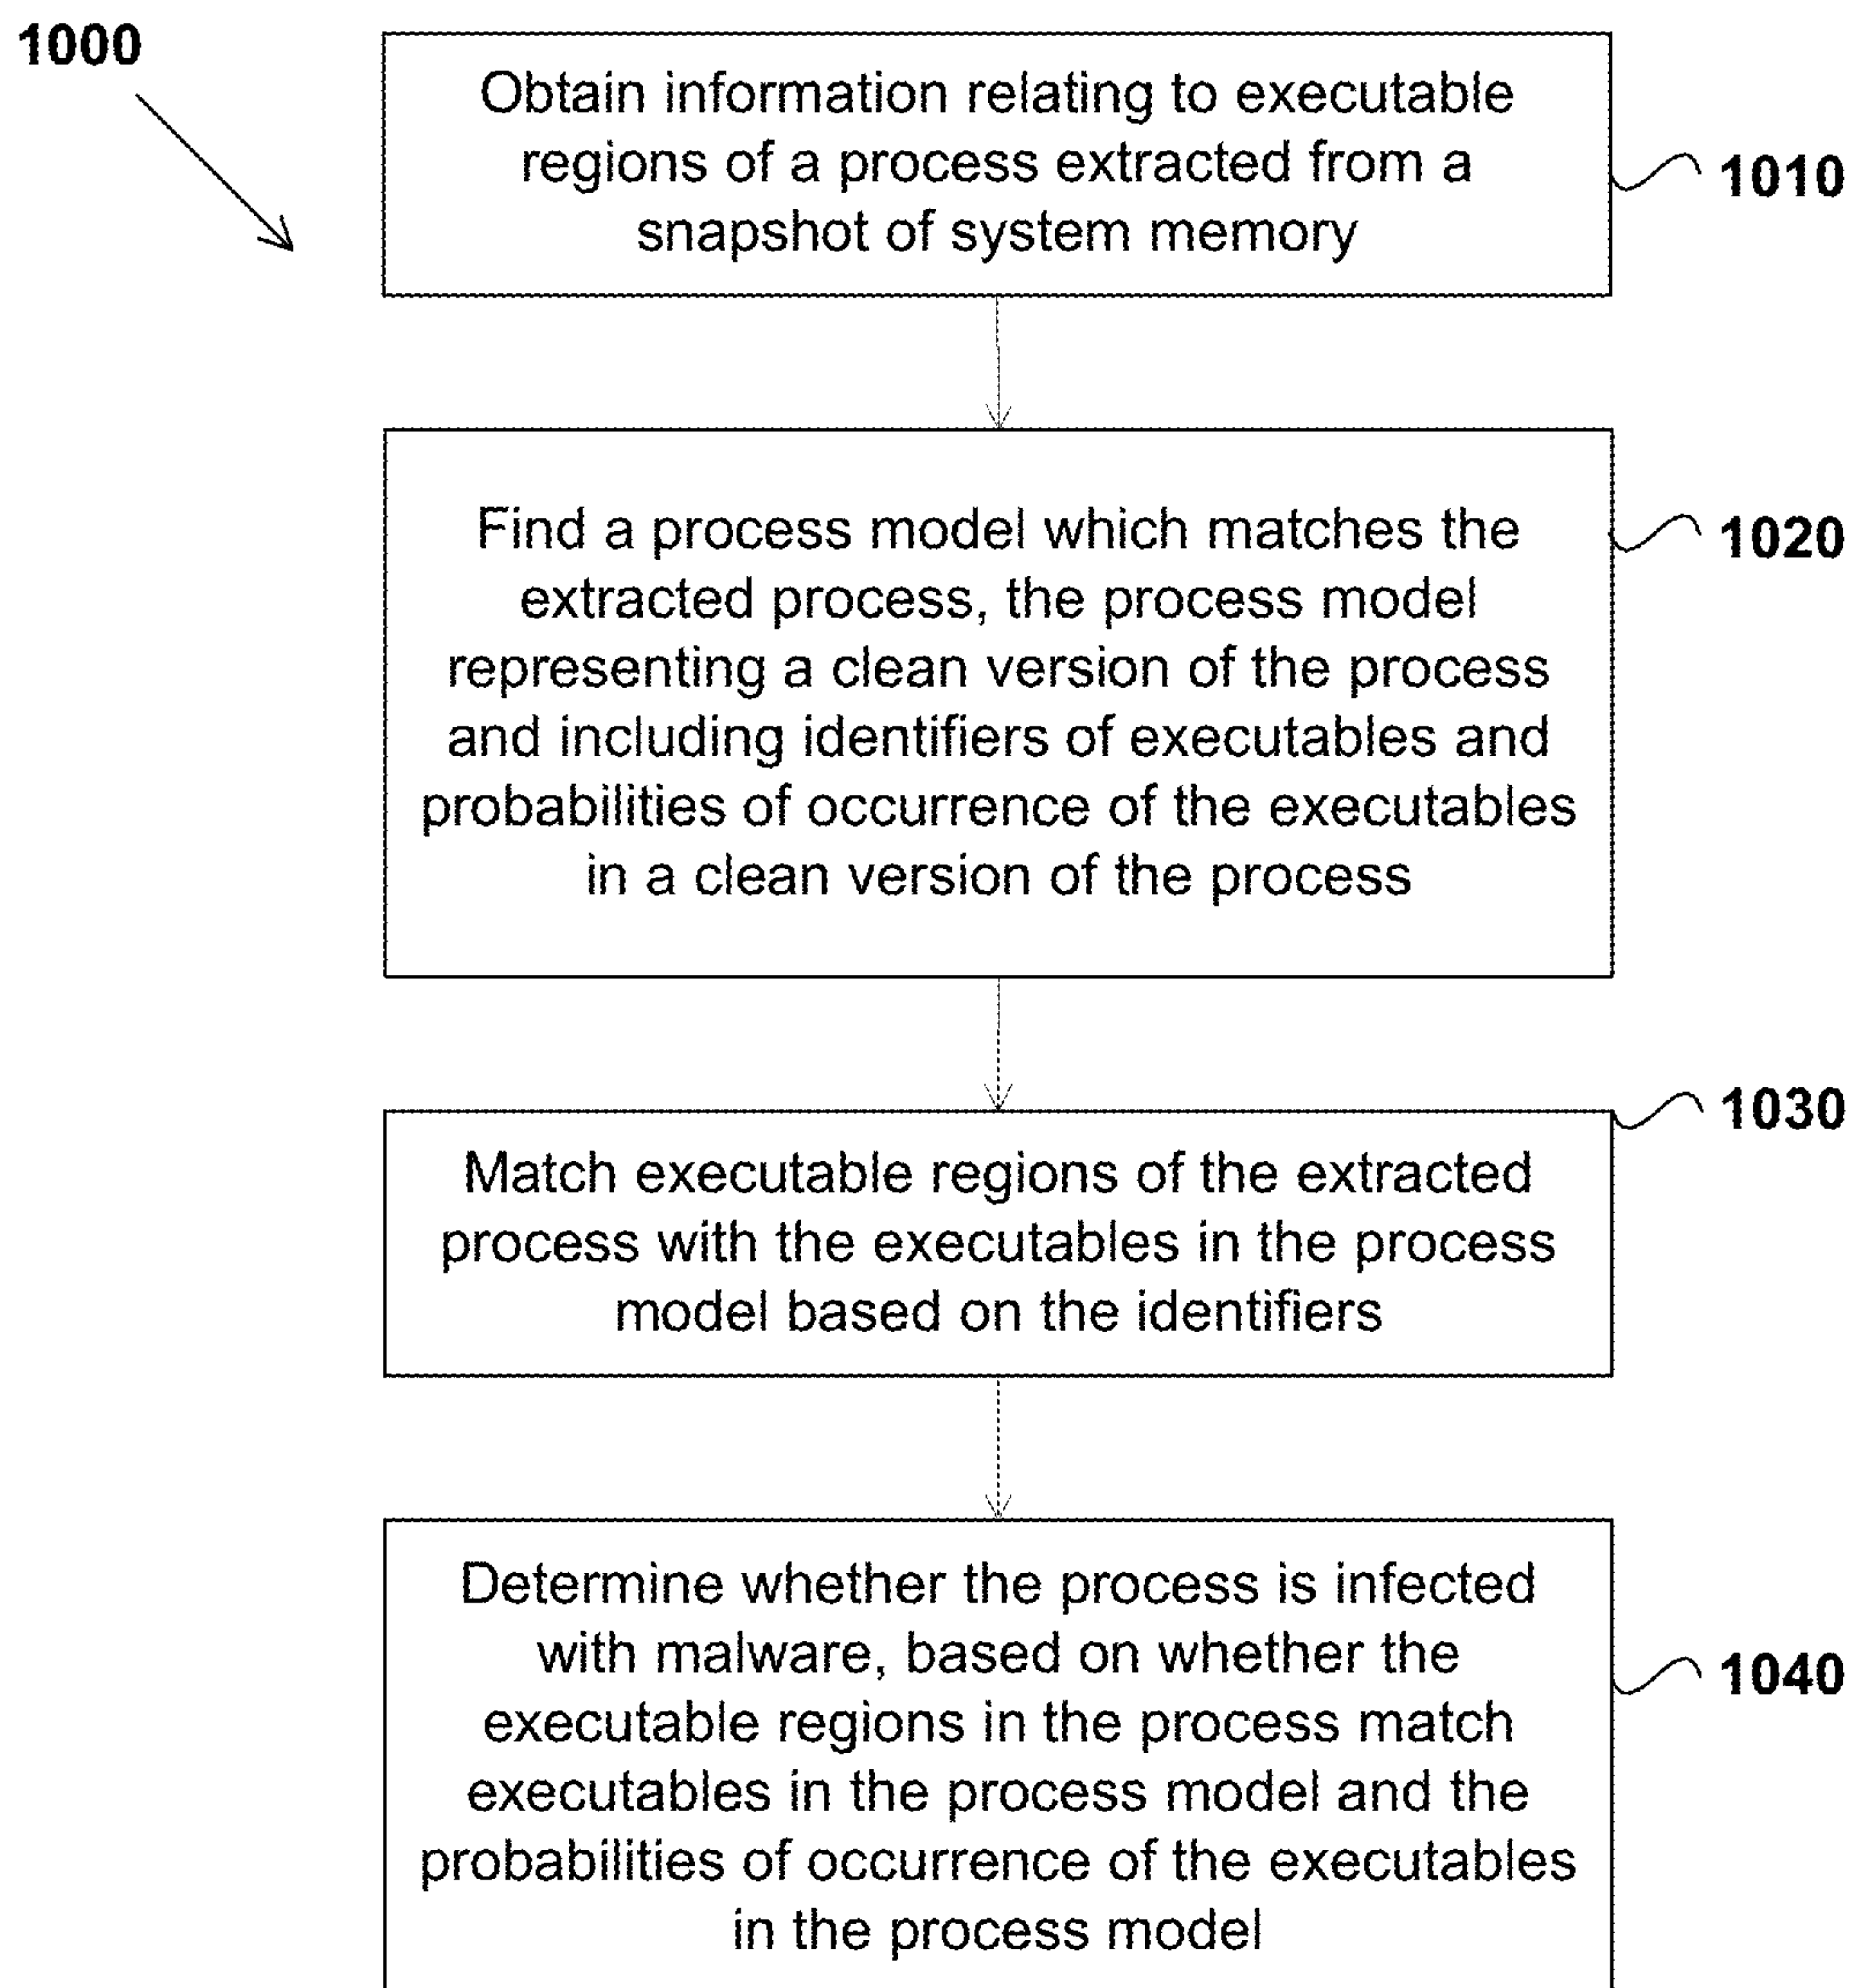 1000
Obtain information relating to executable
regions of a process extracted from a
snapshot of system memory
1010
Find a process model which matches the
extracted process, the process model
representing a clean version of the process
and including identifiers of executables and
probabilities of occurrence of the executables
in a clean version of the process
1020
Match executable regions of the extracted
process with the executables in the process
model based on the identifiers
1030
Determine whether the process is infected
with malware, based on whether the
executable regions in the process match
executables in the process model and the
probabilities of occurrence of the executables
in the process model
1040